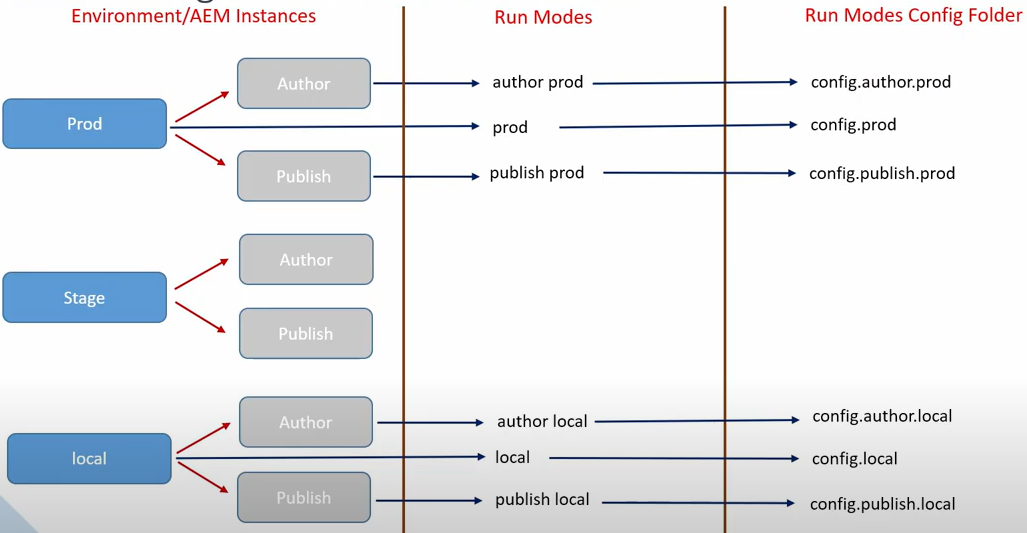 Environment/AEM Instances
Run Modes
Run Modes Config Folder
Prod
Author
author prod
config.author.prod
prod
config.prod
Publish
publish prod
config.publish.prod
Stage
Author
Publish
local
Author
author local
config.author.local
local
config.local
Publish
publish local
config.publish.local